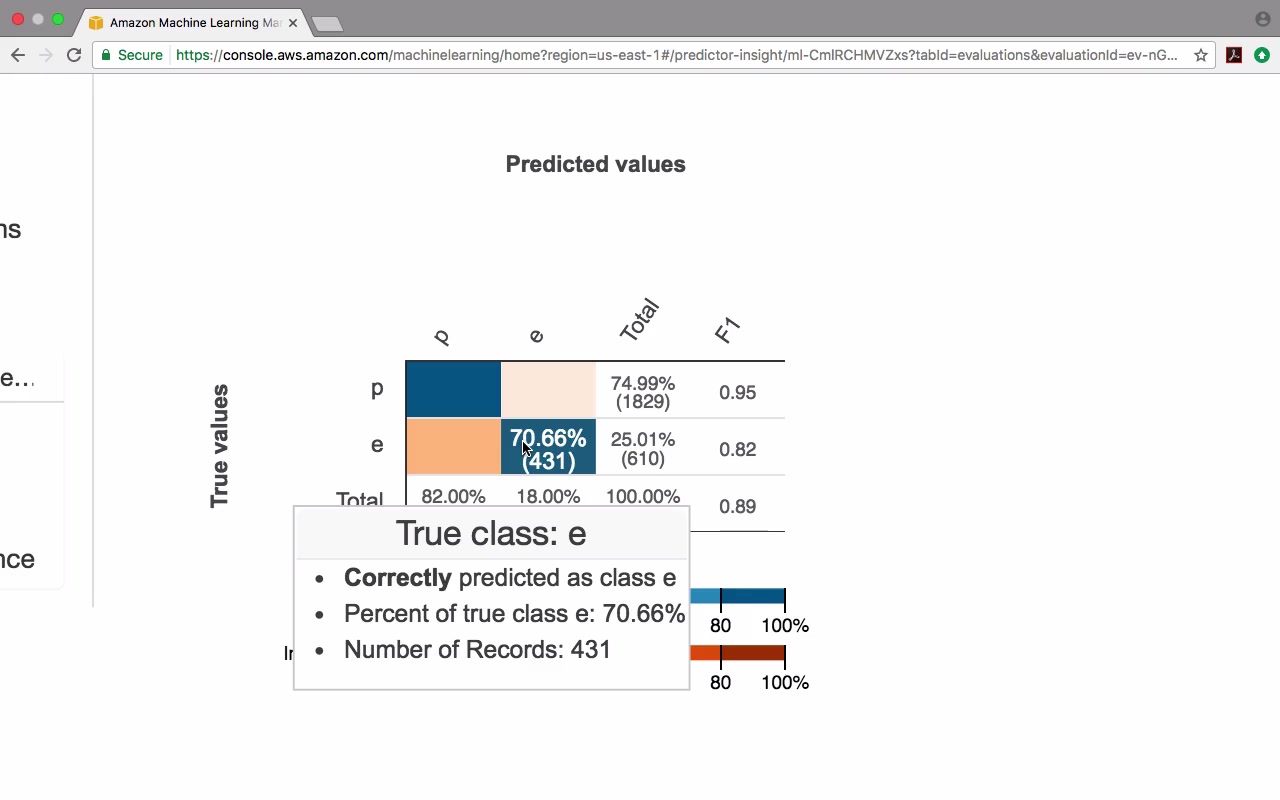 Amazon Machine Learning Ma
Secure
https://console.aws.amazon.com/machinelearning/home?region=us-east-1#/predictor-insight/ml-CmIRCHMVZxs?tabId=evaluations&evaluationId=ev-nG...
Predicted values
ns
p
e
Total
F1
e...
True values
p
74.99%
(1829)
0.95
e
70.66%
(431)
25.01%
(610)
0.82
Total
82.00%
18.00%
100.00%
0.89
True class: e
• Correctly predicted as class e
• Percent of true class e: 70.66%
• Number of Records: 431
nce
80
100%
80
100%